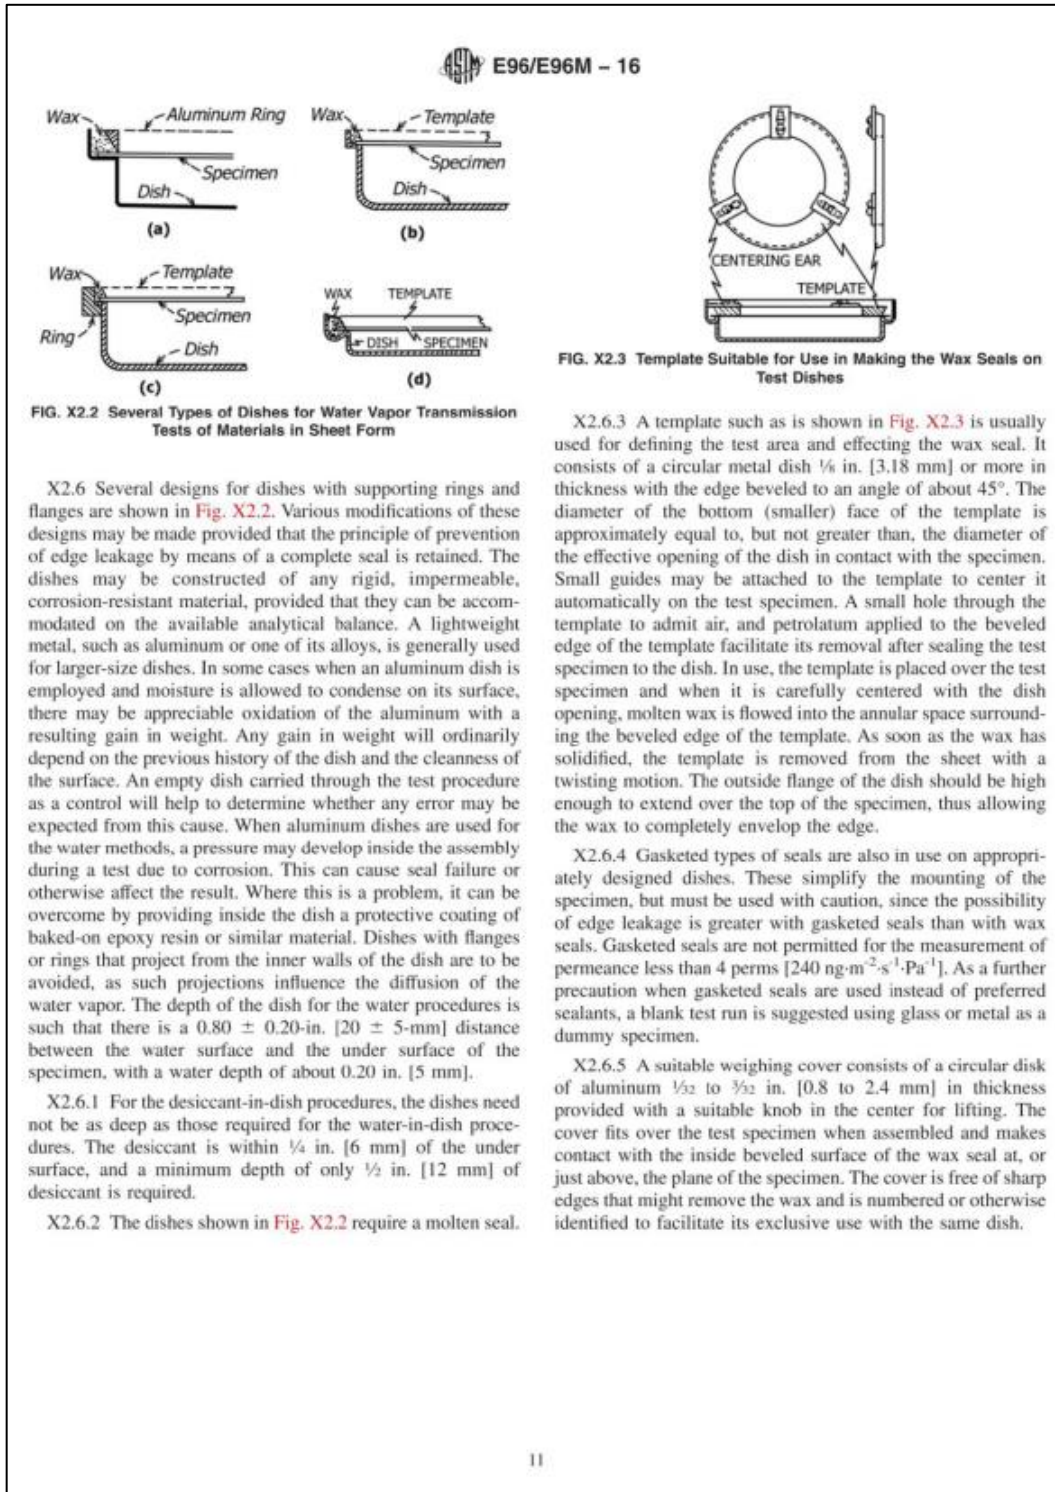 ASTM E96/E96M – 16
Wax
Aluminum Ring
Specimen
Dish
(a)
Wax
Template
Specimen
Dish
(b)
Wax
Template
Specimen
Ring
Dish
(c)
WAX TEMPLATE
DISH SPECIMEN
(d)
FIG. X2.2 Several Types of Dishes for Water Vapor Transmission
Tests of Materials in Sheet Form
X2.6 Several designs for dishes with supporting rings and
flanges are shown in Fig. X2.2. Various modifications of these
designs may be made provided that the principle of prevention
of edge leakage by means of a complete seal is retained. The
dishes may be constructed of any rigid, impermeable,
corrosion-resistant material, provided that they can be accom-
modated on the available analytical balance. A lightweight
metal, such as aluminum or one of its alloys, is generally used
for larger-size dishes. In some cases when an aluminum dish is
employed and moisture is allowed to condense on its surface,
there may be appreciable oxidation of the aluminum with a
resulting gain in weight. Any gain in weight will ordinarily
depend on the previous history of the dish and the cleanness of
the surface. An empty dish carried through the test procedure
as a control will help to determine whether any error may be
expected from this cause. When aluminum dishes are used for
the water methods, a pressure may develop inside the assembly
during a test due to corrosion. This can cause seal failure or
otherwise affect the result. Where this is a problem, it can be
overcome by providing inside the dish a protective coating of
baked-on epoxy resin or similar material. Dishes with flanges
or rings that project from the inner walls of the dish are to be
avoided, as such projections influence the diffusion of the
water vapor. The depth of the dish for the water procedures is
such that there is a 0.80 ± 0.20-in. [20 ± 5-mm] distance
between the water surface and the under surface of the
specimen, with a water depth of about 0.20 in. [5 mm].
X2.6.1 For the desiccant-in-dish procedures, the dishes need
not be as deep as those required for the water-in-dish proce-
dures. The desiccant is within ¼ in. [6 mm] of the under
surface, and a minimum depth of only ½ in. [12 mm] of
desiccant is required.
X2.6.2 The dishes shown in Fig. X2.2 require a molten seal.
CENTERING EAR
TEMPLATE
FIG. X2.3 Template Suitable for Use in Making the Wax Seals on
Test Dishes
X2.6.3 A template such as is shown in Fig. X2.3 is usually
used for defining the test area and effecting the wax seal. It
consists of a circular metal dish ⅛ in. [3.18 mm] or more in
thickness with the edge beveled to an angle of about 45°. The
diameter of the bottom (smaller) face of the template is
approximately equal to, but not greater than, the diameter of
the effective opening of the dish in contact with the specimen.
Small guides may be attached to the template to center it
automatically on the test specimen. A small hole through the
template to admit air, and petrolatum applied to the beveled
edge of the template facilitate its removal after sealing the test
specimen to the dish. In use, the template is placed over the test
specimen and when it is carefully centered with the dish
opening, molten wax is flowed into the annular space surround-
ing the beveled edge of the template. As soon as the wax has
solidified, the template is removed from the sheet with a
twisting motion. The outside flange of the dish should be high
enough to extend over the top of the specimen, thus allowing
the wax to completely envelop the edge.
X2.6.4 Gasketed types of seals are also in use on appropri-
ately designed dishes. These simplify the mounting of the
specimen, but must be used with caution, since the possibility
of edge leakage is greater with gasketed seals than with wax
seals. Gasketed seals are not permitted for the measurement of
permeance less than 4 perms [240 ng·m⁻²·s⁻¹·Pa⁻¹]. As a further
precaution when gasketed seals are used instead of preferred
sealants, a blank test run is suggested using glass or metal as a
dummy specimen.
X2.6.5 A suitable weighing cover consists of a circular disk
of aluminum 1⁄32 to 3⁄32 in. [0.8 to 2.4 mm] in thickness
provided with a suitable knob in the center for lifting. The
cover fits over the test specimen when assembled and makes
contact with the inside beveled surface of the wax seal at, or
just above, the plane of the specimen. The cover is free of sharp
edges that might remove the wax and is numbered or otherwise
identified to facilitate its exclusive use with the same dish.
11